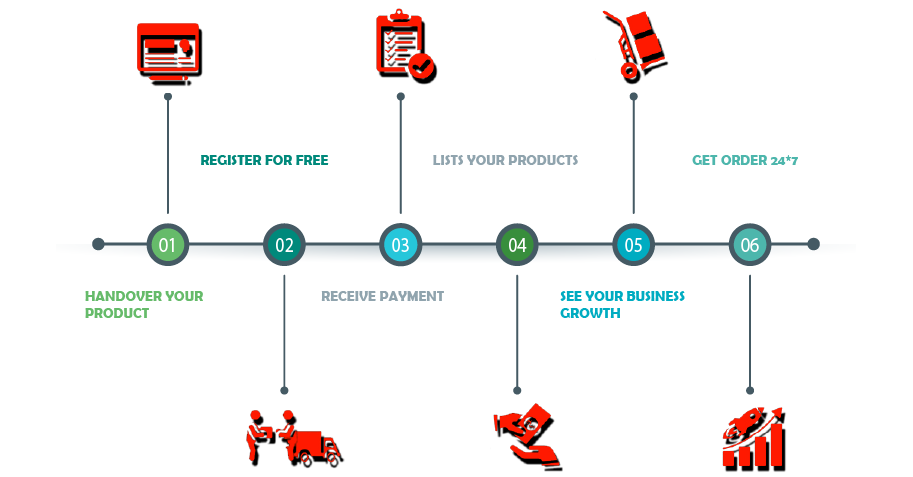 REGISTER FOR FREE
LISTS YOUR PRODUCTS
GET ORDER 24*7
01
02
03
04
05
06
HANDOVER YOUR
PRODUCT
RECEIVE PAYMENT
SEE YOUR BUSINESS
GROWTH